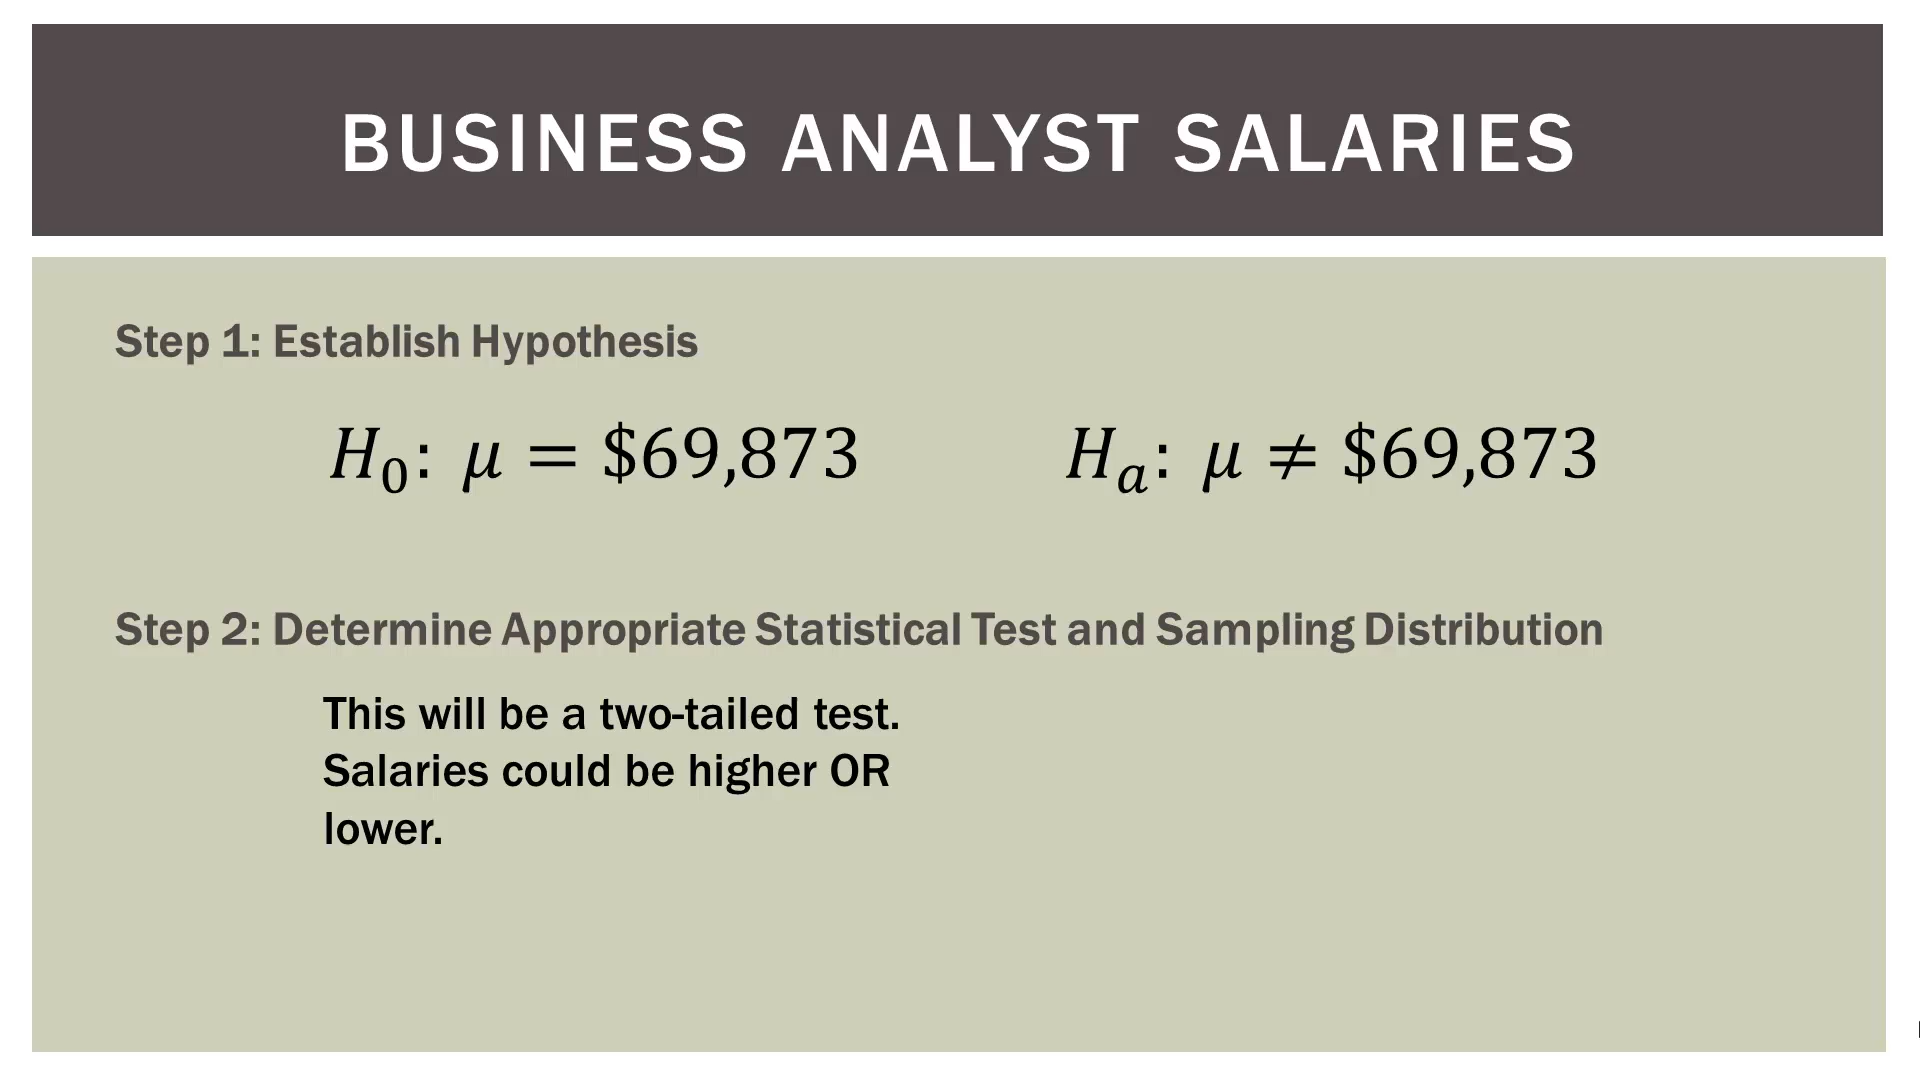 BUSINESS ANALYST SALARIES
Step 1: Establish Hypothesis
H₀: μ = $69,873 Hₐ: μ ≠ $69,873
Step 2: Determine Appropriate Statistical Test and Sampling Distribution
This will be a two-tailed test.
Salaries could be higher OR
lower.